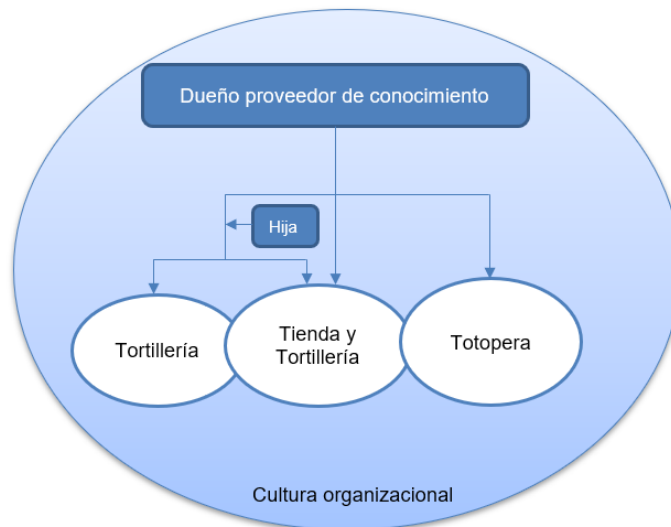 Dueño proveedor de conocimiento
Hija
Tortillería
Tienda y
Tortillería
Totopera
Cultura organizacional